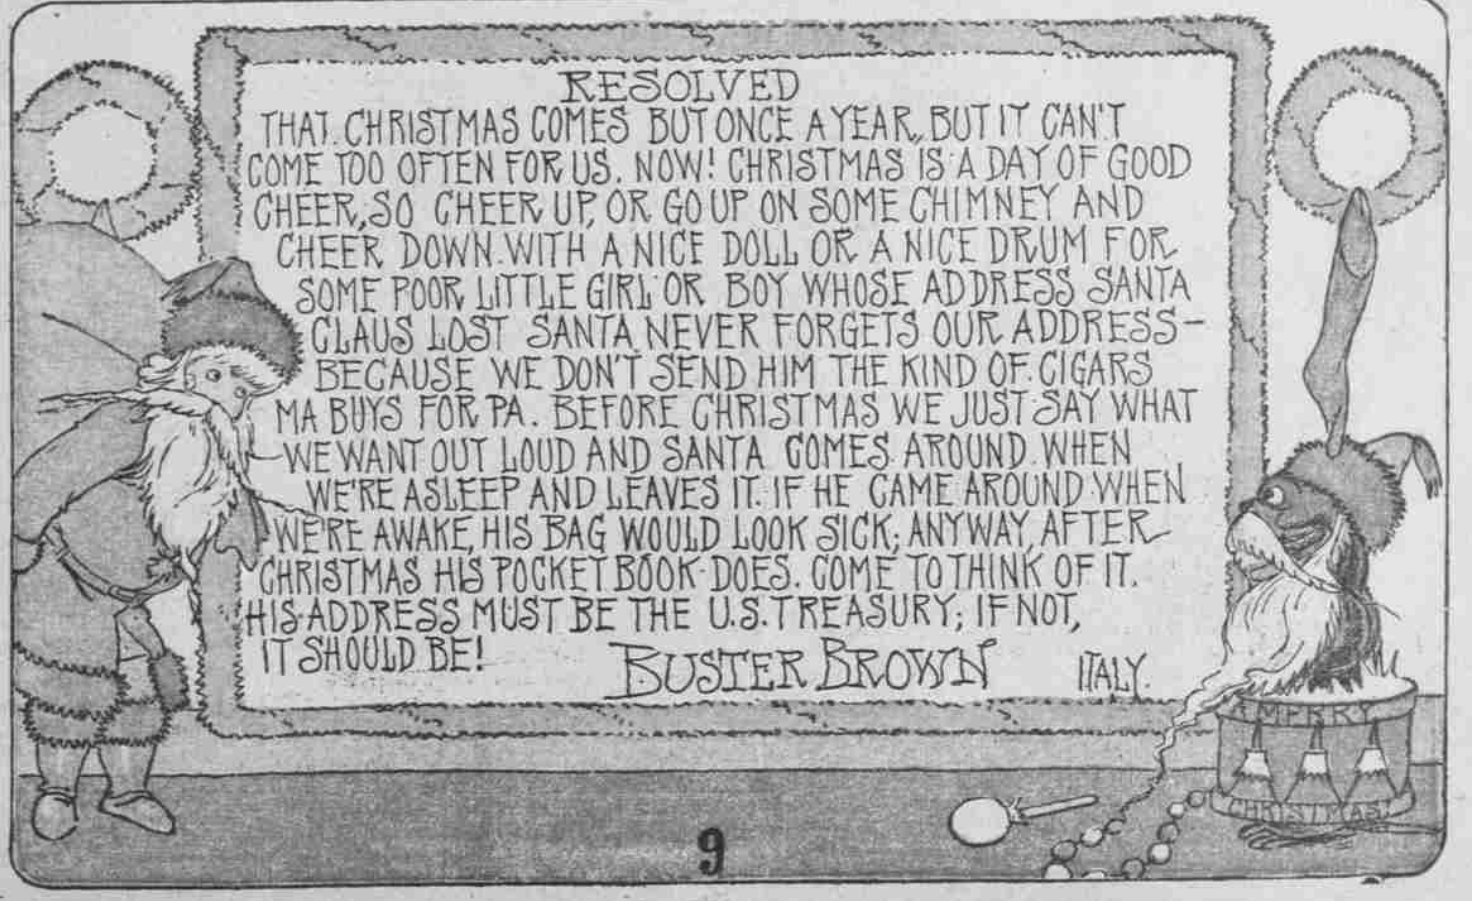 RESOLVED
THAT CHRISTMAS COMES BUT ONCE A YEAR, BUT IT CAN'T
COME TOO OFTEN FOR US. NOW! CHRISTMAS IS A DAY OF GOOD
CHEER, SO CHEER UP, OR GO UP ON SOME CHIMNEY AND
CHEER DOWN WITH A NICE DOLL OR A NICE DRUM FOR
SOME POOR LITTLE GIRL OR BOY WHOSE ADDRESS SANTA
CLAUS LOST SANTA NEVER FORGETS OUR ADDRESS-
BECAUSE WE DON'T SEND HIM THE KIND OF CIGARS
MA BUYS FOR PA. BEFORE CHRISTMAS WE JUST SAY WHAT
WE WANT OUT LOUD AND SANTA COMES AROUND WHEN
WE'RE ASLEEP AND LEAVES IT. IF HE CAME AROUND WHEN
WE'RE AWAKE, HIS BAG WOULD LOOK SICK; ANYWAY, AFTER
CHRISTMAS HIS POCKET BOOK DOES. COME TO THINK OF IT.
HIS ADDRESS MUST BE THE U.S. TREASURY; IF NOT,
IT SHOULD BE!
BUSTER BROWN ITALY.
MERRY
CHRISTMAS
9